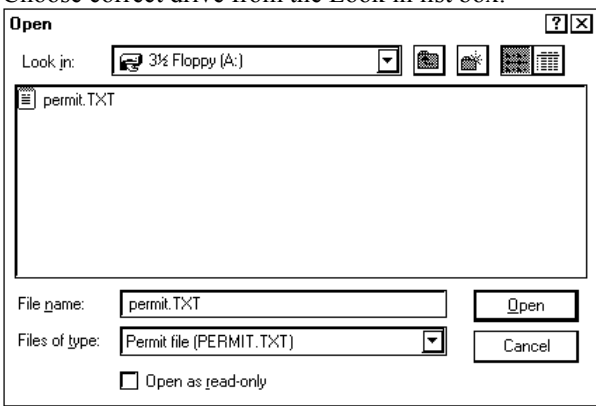 Choose correct drive from the Look in list box.
Open
Look in: 3½ Floppy (A:)
permit.TXT
File name: permit.TXT Open
Files of type: Permit file (PERMIT.TXT) Cancel
Open as read-only